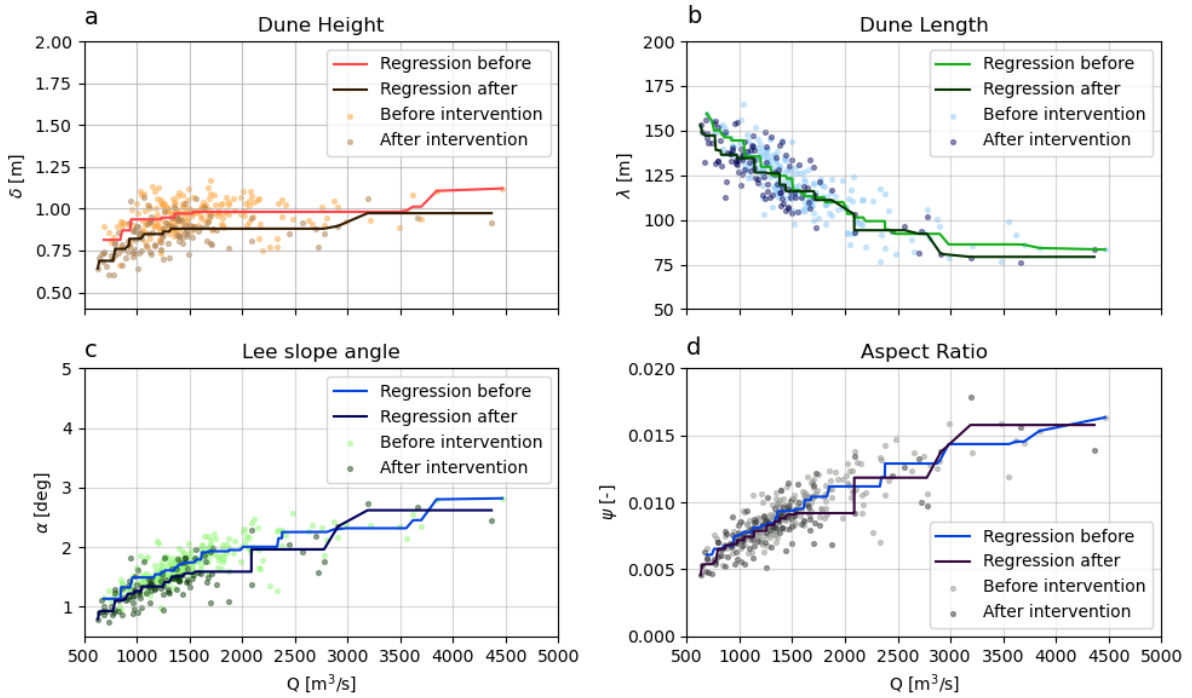 a
Dune Height
2.00
1.75
1.50
1.25
1.00
0.75
0.50
δ [m]
Regression before
Regression after
Before intervention
After intervention
b
Dune Length
200
175
150
125
100
75
50
λ [m]
Regression before
Regression after
Before intervention
After intervention
c
Lee slope angle
5
4
3
2
1
α [deg]
Regression before
Regression after
Before intervention
After intervention
500 1000 1500 2000 2500 3000 3500 4000 4500 5000
Q [m³/s]
d
Aspect Ratio
0.020
0.015
0.010
0.005
0.000
ψ [-]
Regression before
Regression after
Before intervention
After intervention
500 1000 1500 2000 2500 3000 3500 4000 4500 5000
Q [m³/s]